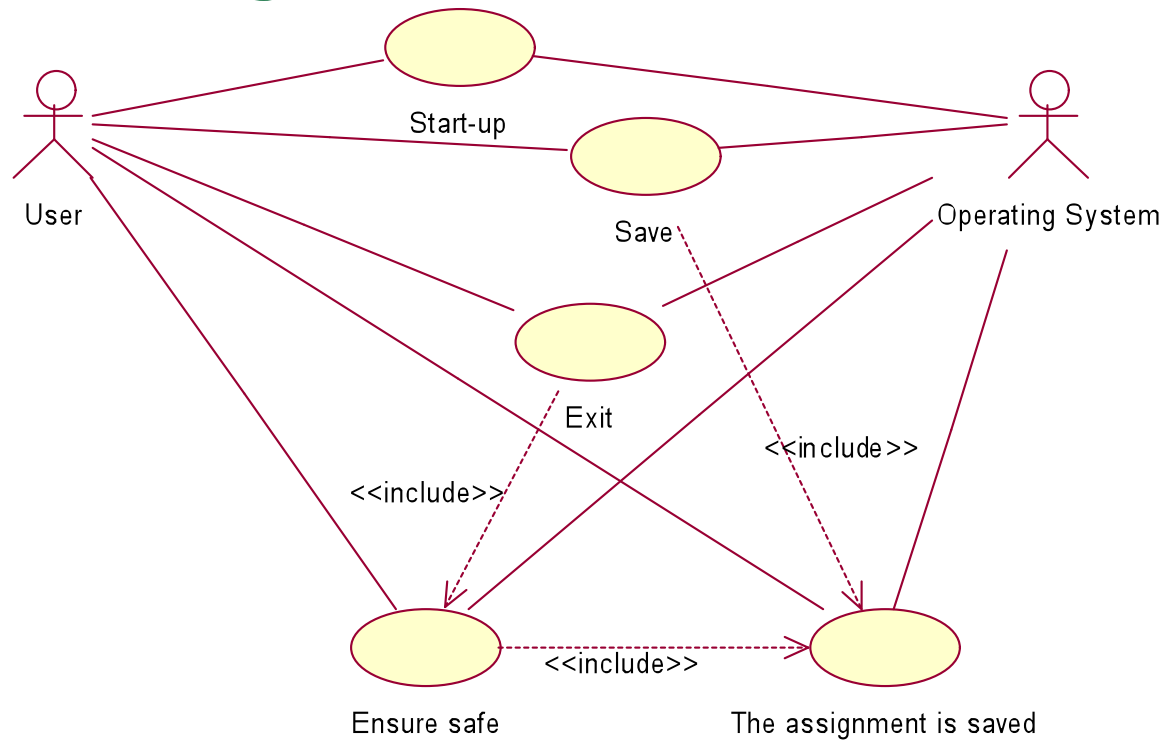 Start-up
User
Operating System
Save
Exit
<<include>>
<<include>>
<<include>>
Ensure safe
The assignment is saved